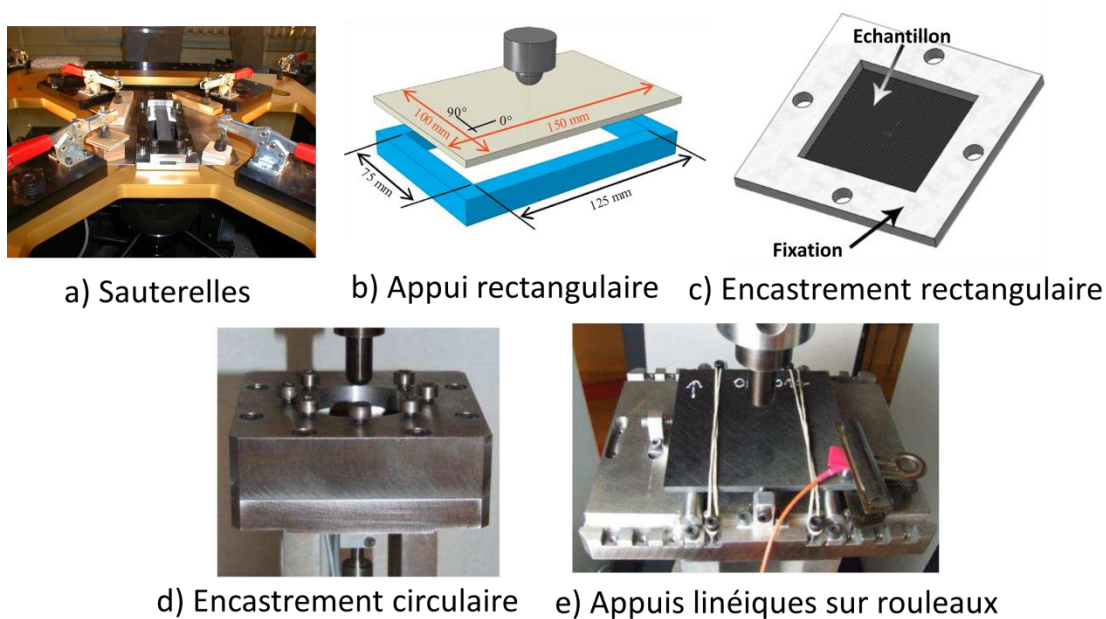 Echantillon
90°
0°
100 mm
150 mm
75 mm
125 mm
Fixation
a) Sauterelles
b) Appui rectangulaire
c) Encastrement rectangulaire
d) Encastrement circulaire
e) Appuis linéiques sur rouleaux